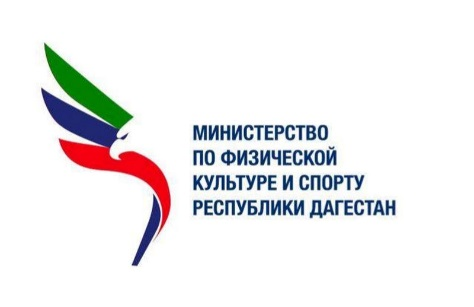 МИНИСТЕРСТВО
ПО ФИЗИЧЕСКОЙ
КУЛЬТУРЕ И СПОРТУ
РЕСПУБЛИКИ ДАГЕСТАН